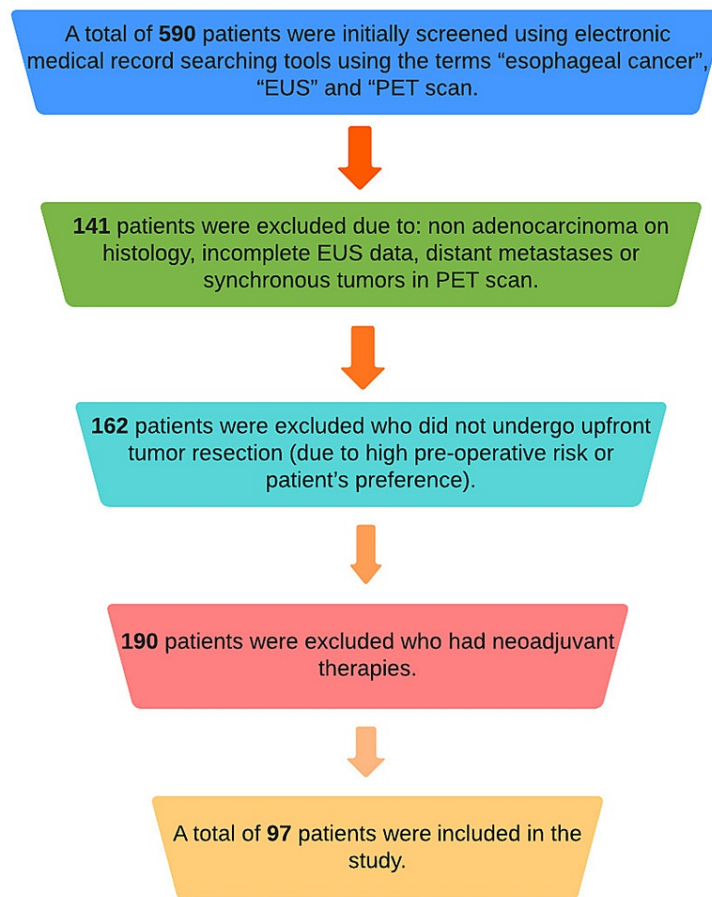 A total of 590 patients were initially screened using electronic
medical record searching tools using the terms “esophageal cancer”,
“EUS” and “PET scan.
141 patients were excluded due to: non adenocarcinoma on
histology, incomplete EUS data, distant metastases or
synchronous tumors in PET scan.
162 patients were excluded who did not undergo upfront
tumor resection (due to high pre-operative risk or
patient’s preference).
190 patients were excluded who had neoadjuvant
therapies.
A total of 97 patients were included in the
study.